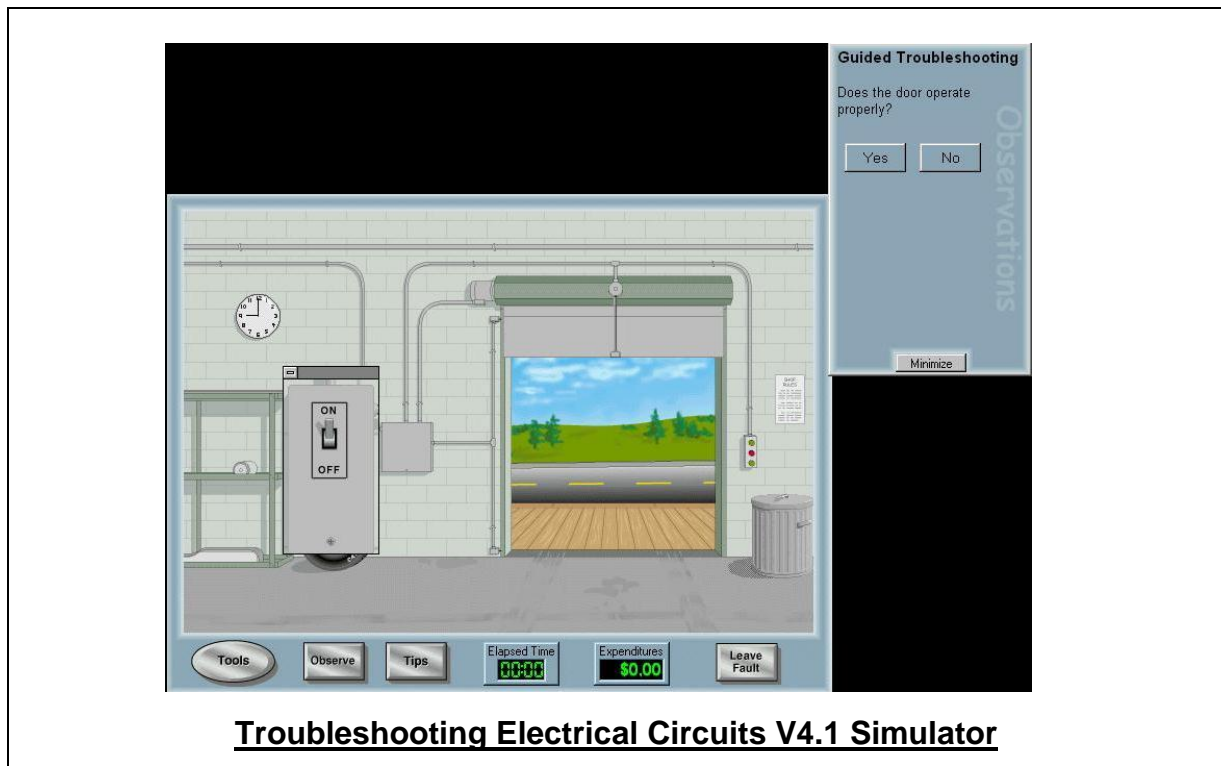 Guided Troubleshooting
Does the door operate
properly?
Yes No
Observations
Minimize
ON
OFF
Tools
Observe
Tips
Elapsed Time
00:00
Expenditures
$0.00
Leave
Fault
Troubleshooting Electrical Circuits V4.1 Simulator